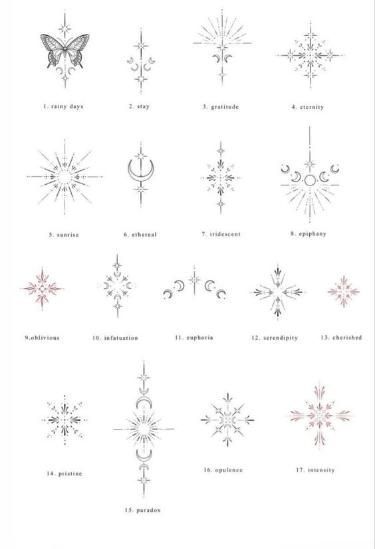 1. rainy days
2. stay
3. gratitude
4. eternity
5. sunrise
6. ethereal
7. iridescent
8. epiphany
9.oblivious
10. infatuation
11. euphoria
12. serendipity
13. cherished
14. pristine
16. opulence
17. intensity
15. paradox